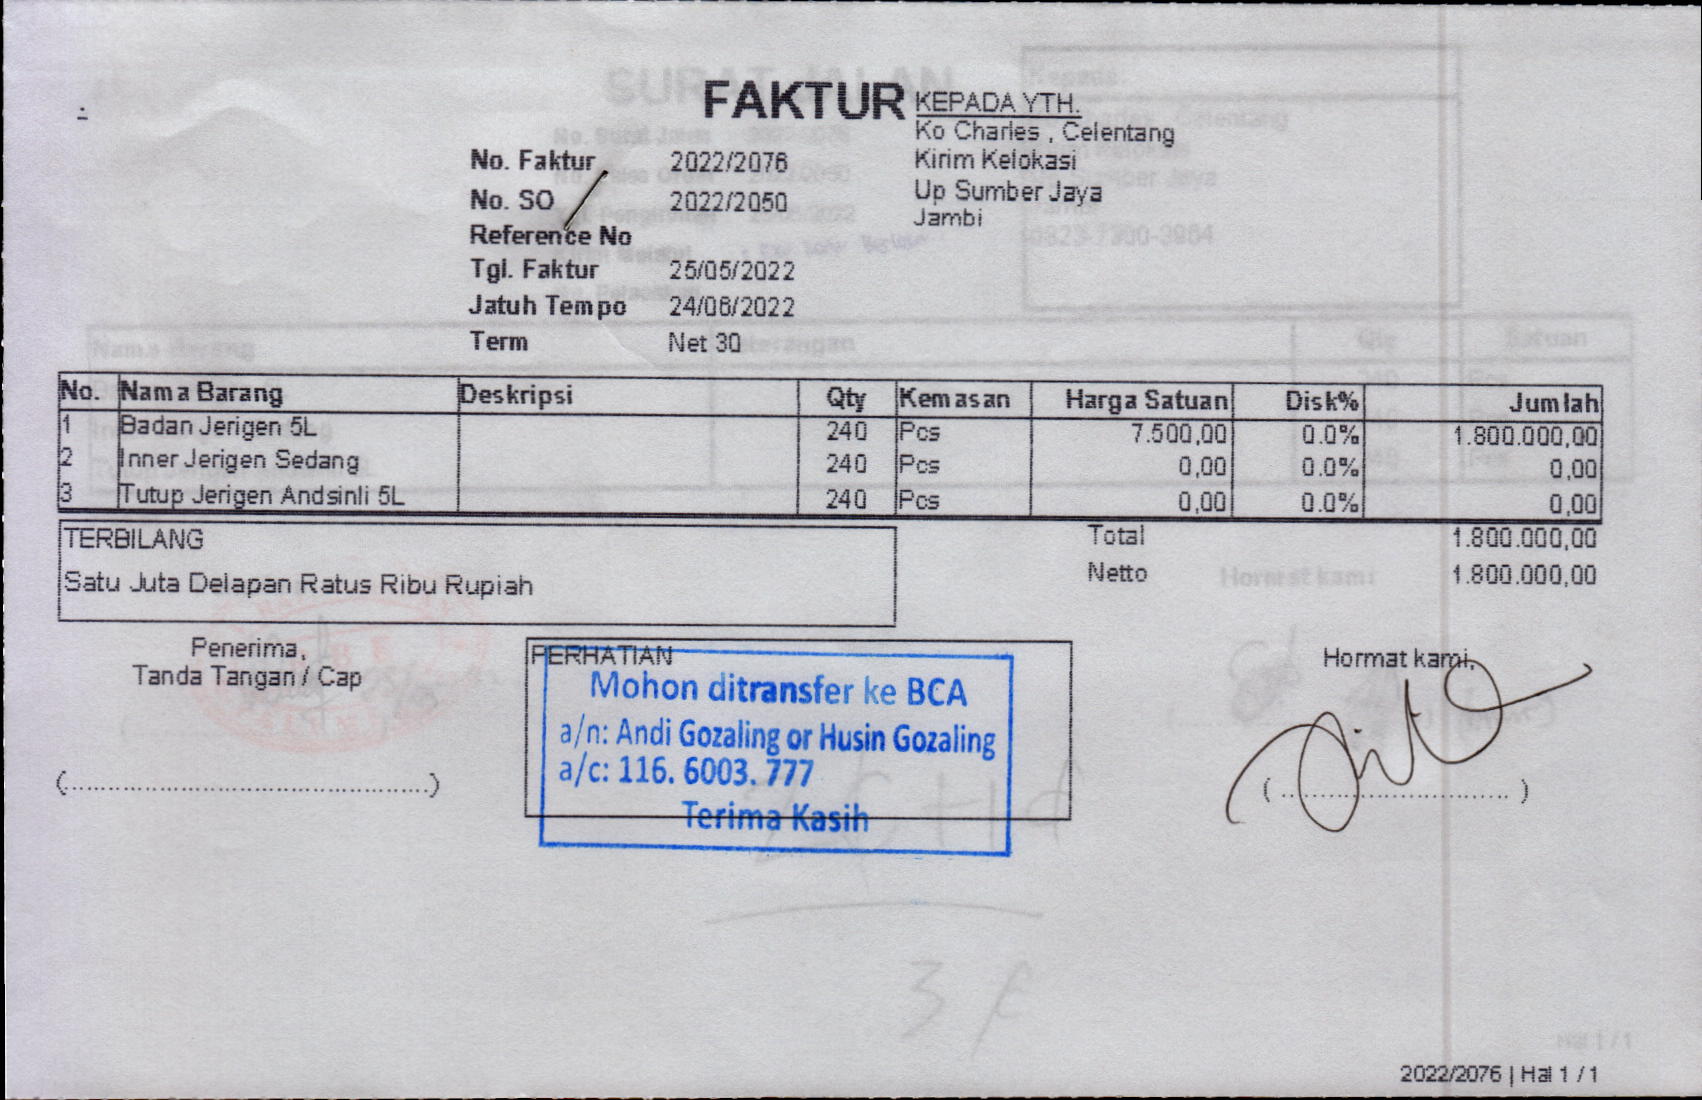 FAKTUR
KEPADA YTH.
Ko Charles , Celentang
Kirim Kelokasi
Up Sumber Jaya
Jambi
No. Faktur 2022/2076
No. SO 2022/2050
Reference No
Tgl. Faktur 25/05/2022
Jatuh Tempo 24/06/2022
Term Net 30
No. Nama Barang Deskripsi Qty Kemasan Harga Satuan Disk% Jumlah
1 Badan Jerigen 5L 240 Pcs 7.500,00 0.0% 1.800.000,00
2 Inner Jerigen Sedang 240 Pcs 0,00 0.0% 0,00
3 Tutup Jerigen Andsinli 5L 240 Pcs 0,00 0.0% 0,00
TERBILANG
Satu Juta Delapan Ratus Ribu Rupiah
Total 1.800.000,00
Netto 1.800.000,00
Penerima,
Tanda Tangan / Cap
(................................................)
PERHATIAN
Mohon ditransfer ke BCA
a/n: Andi Gozaling or Husin Gozaling
a/c: 116. 6003. 777
Terima Kasih
Hormat kami,
( .............................. )
2022/2076 | Hal 1 / 1